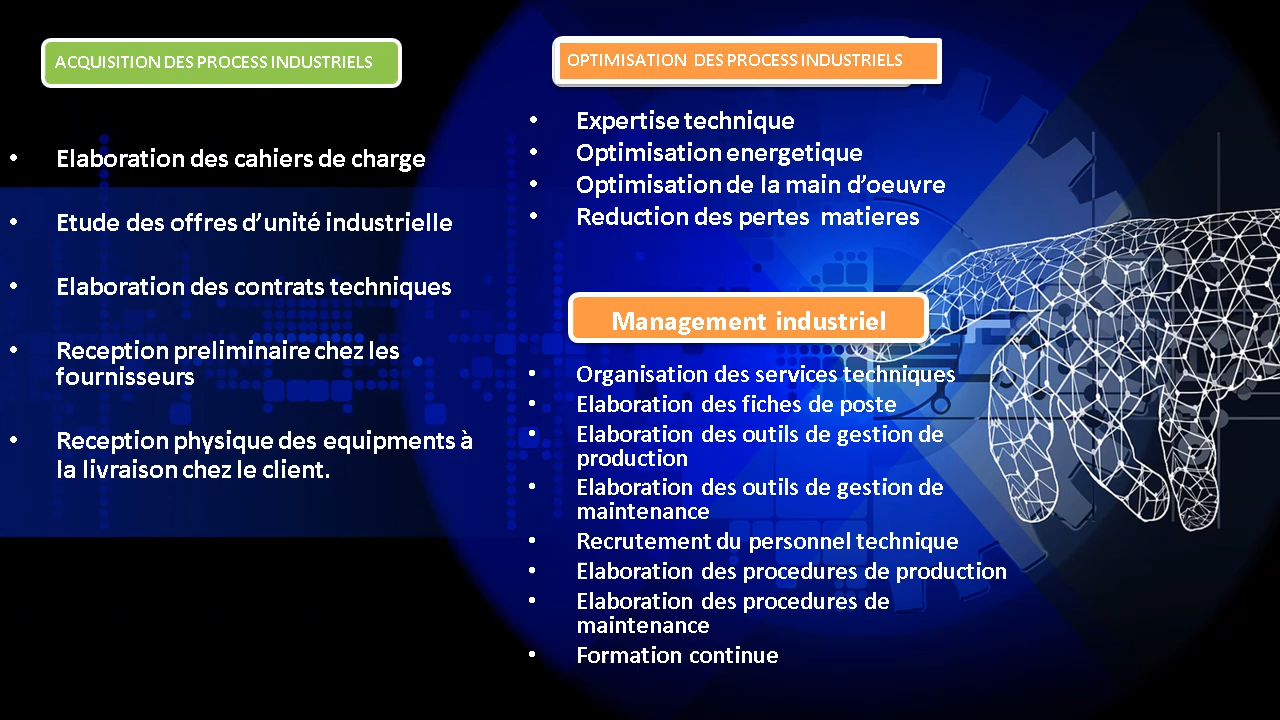 ACQUISITION DES PROCESS INDUSTRIELS
• Elaboration des cahiers de charge
• Etude des offres d’unité industrielle
• Elaboration des contrats techniques
• Reception preliminaire chez les
fournisseurs
• Reception physique des equipments à
la livraison chez le client.
OPTIMISATION DES PROCESS INDUSTRIELS
• Expertise technique
• Optimisation energetique
• Optimisation de la main d’oeuvre
• Reduction des pertes matieres
Management industriel
• Organisation des services techniques
• Elaboration des fiches de poste
• Elaboration des outils de gestion de
production
• Elaboration des outils de gestion de
maintenance
• Recrutement du personnel technique
• Elaboration des procedures de production
• Elaboration des procedures de
maintenance
• Formation continue